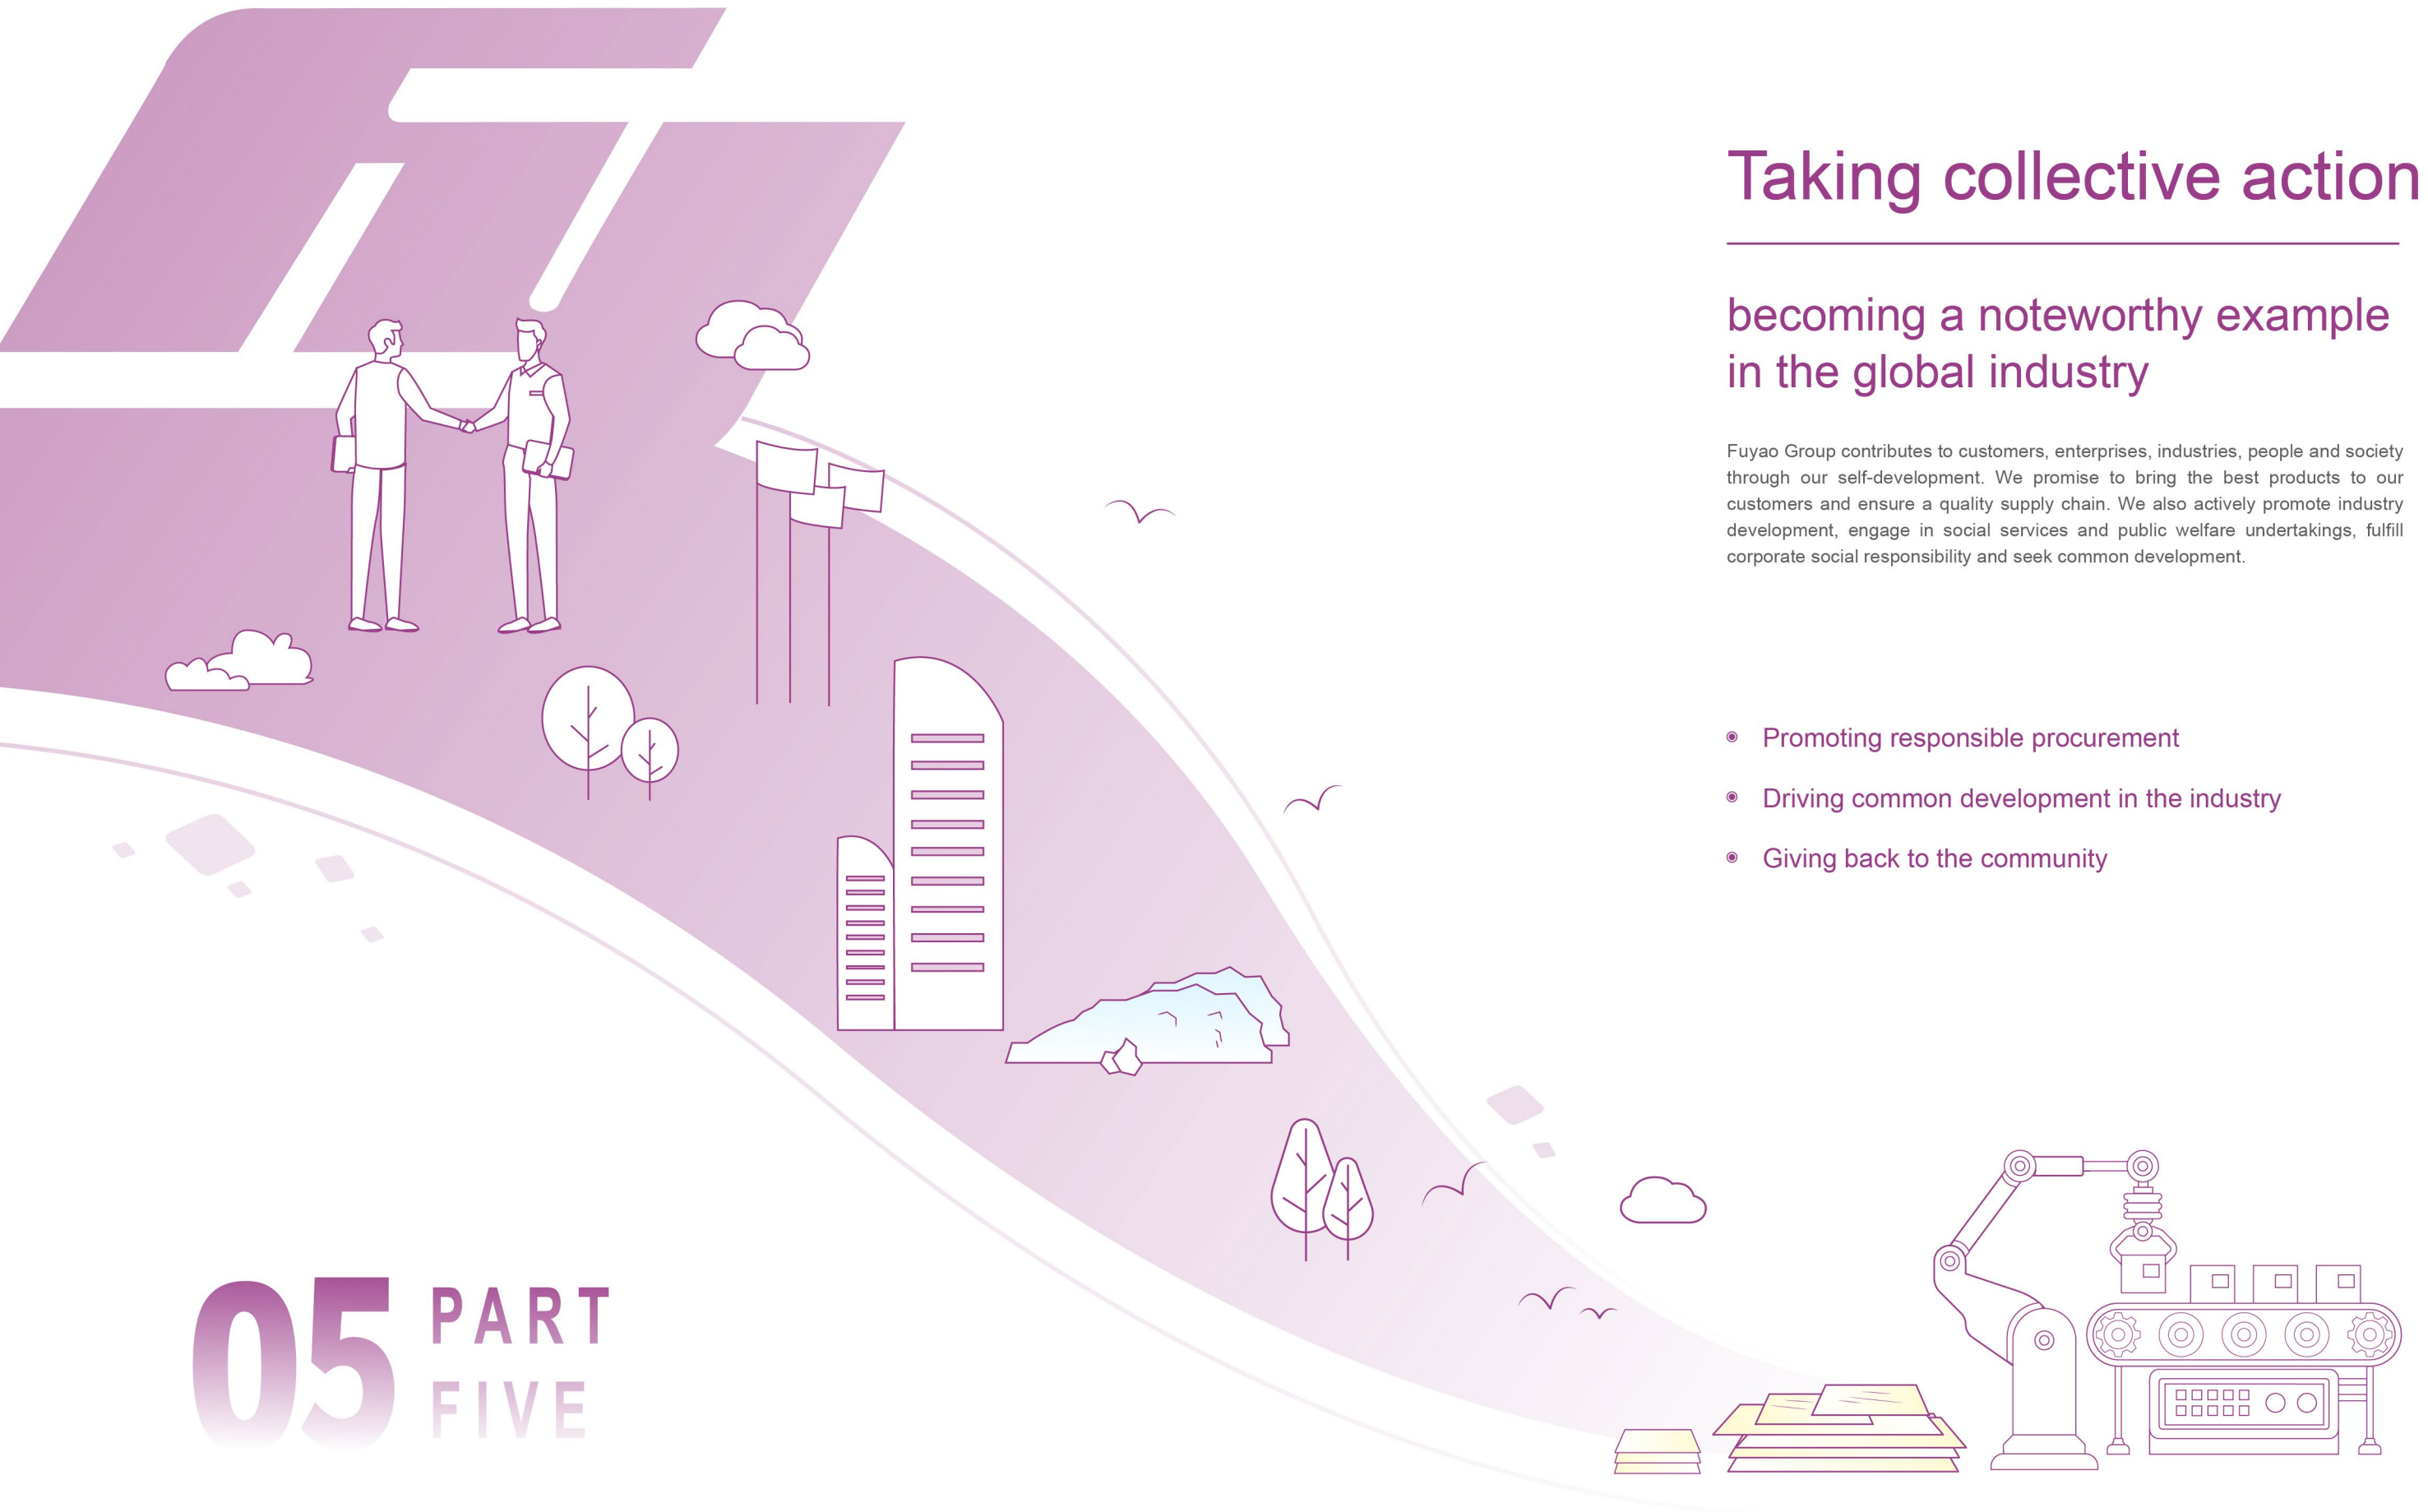 Taking collective action
becoming a noteworthy example
in the global industry
Fuyao Group contributes to customers, enterprises, industries, people and society
through our self-development. We promise to bring the best products to our
customers and ensure a quality supply chain. We also actively promote industry
development, engage in social services and public welfare undertakings, fulfill
corporate social responsibility and seek common development.
Promoting responsible procurement
Driving common development in the industry
Giving back to the community
05
PART
FIVE